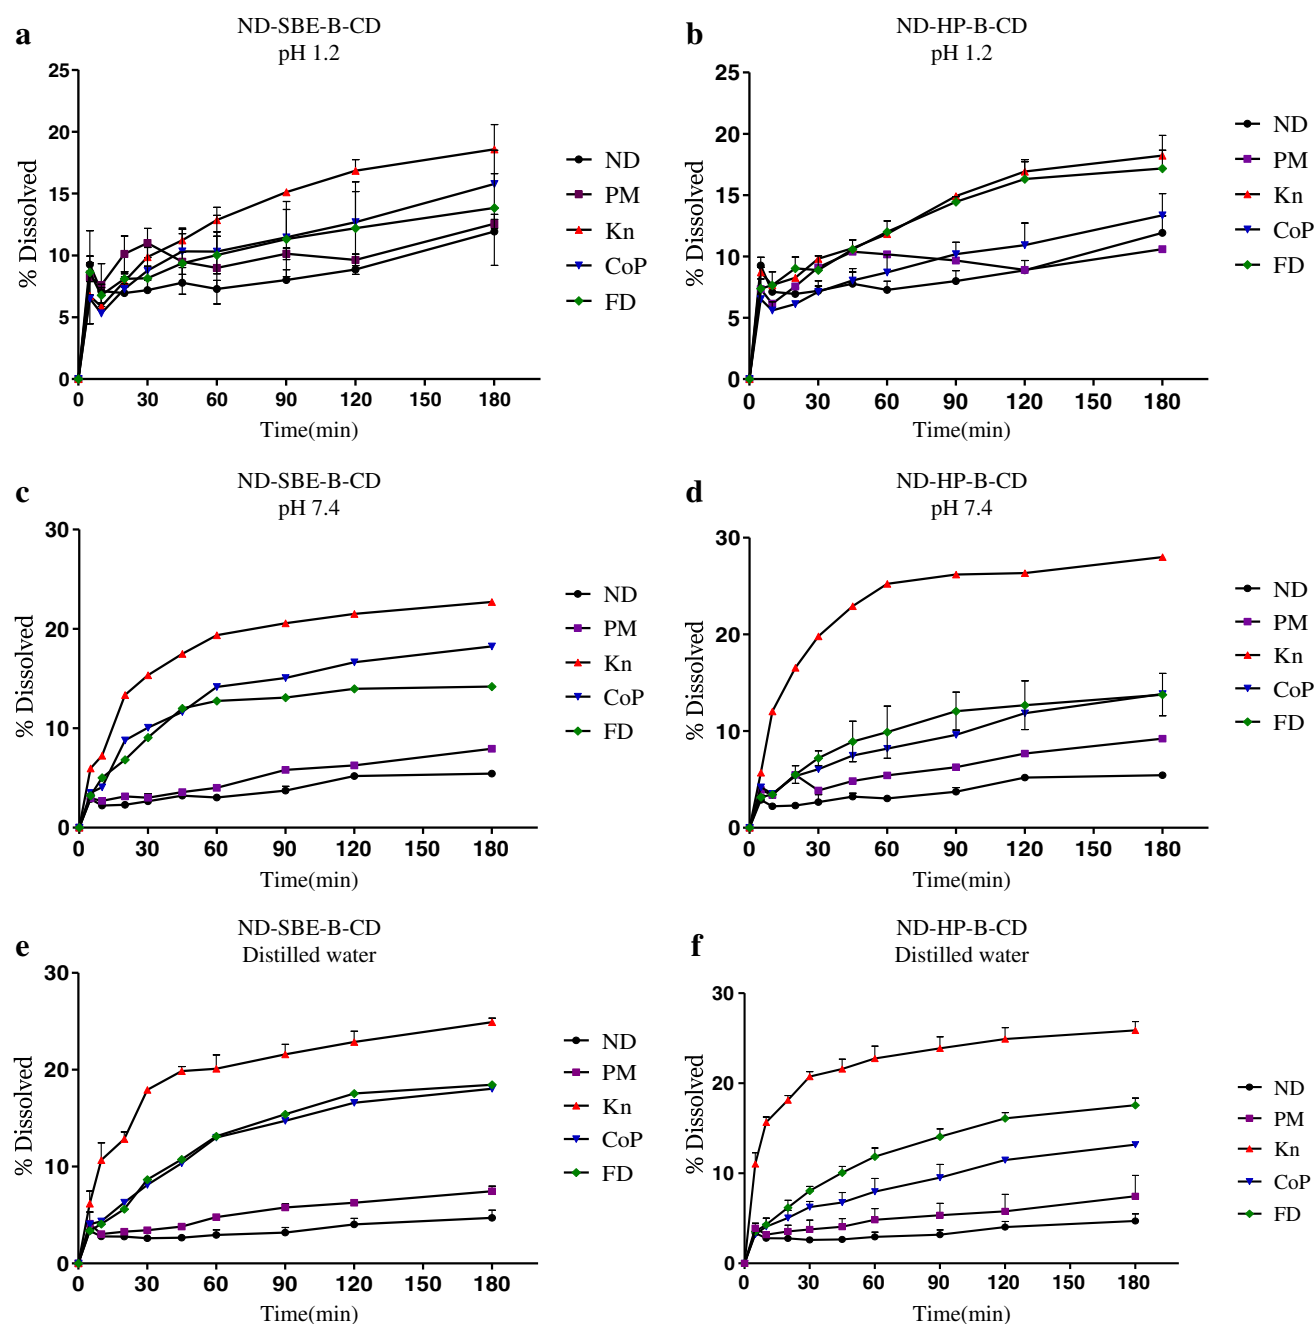 a
ND-SBE-B-CD
pH 1.2
% Dissolved
25
20
15
10
5
0
0 30 60 90 120 150 180
Time(min)
ND
PM
Kn
CoP
FD
b
ND-HP-B-CD
pH 1.2
% Dissolved
25
20
15
10
5
0
0 30 60 90 120 150 180
Time(min)
ND
PM
Kn
CoP
FD
c
ND-SBE-B-CD
pH 7.4
% Dissolved
30
20
10
0
0 30 60 90 120 150 180
Time(min)
ND
PM
Kn
CoP
FD
d
ND-HP-B-CD
pH 7.4
% Dissolved
30
20
10
0
0 30 60 90 120 150 180
Time(min)
ND
PM
Kn
CoP
FD
e
ND-SBE-B-CD
Distilled water
% Dissolved
30
20
10
0
0 30 60 90 120 150 180
Time(min)
ND
PM
Kn
CoP
FD
f
ND-HP-B-CD
Distilled water
% Dissolved
30
20
10
0
0 30 60 90 120 150 180
Time(min)
ND
PM
Kn
CoP
FD